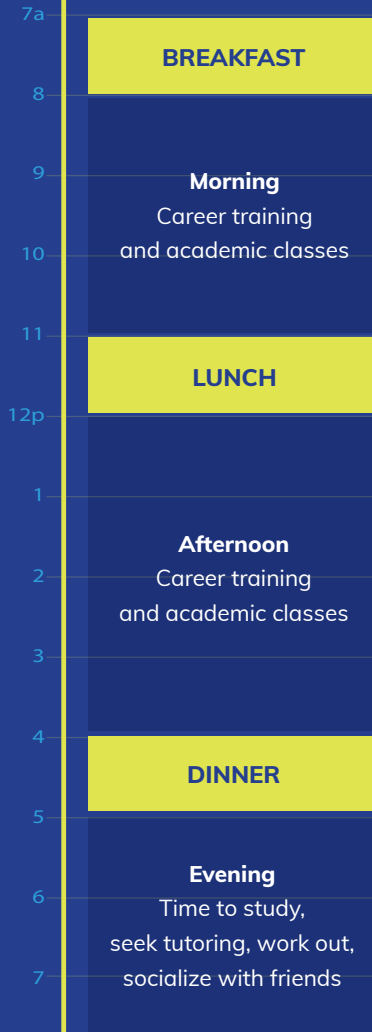 7a
BREAKFAST
8
9
Morning
Career training
10
and academic classes
11
LUNCH
12p
1
Afternoon
2
Career training
and academic classes
3
4
DINNER
5
Evening
6
Time to study,
seek tutoring, work out,
7
socialize with friends